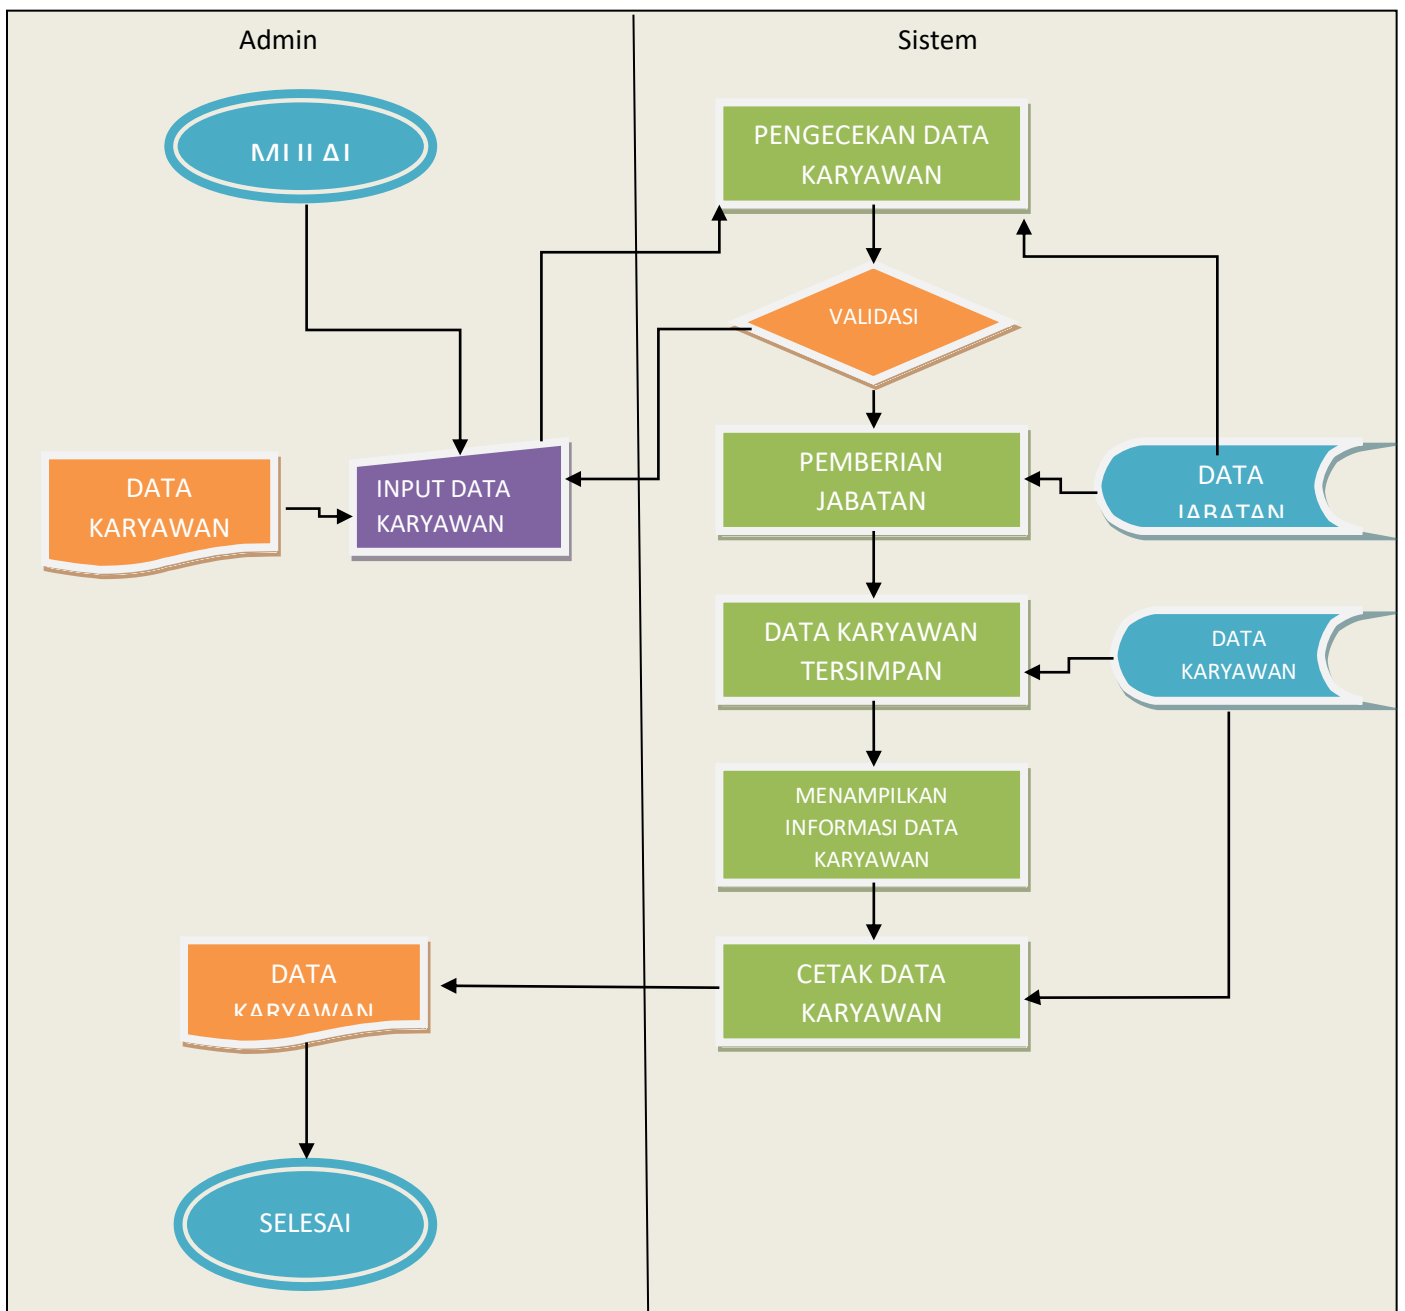 Admin
Sistem
MULAI
PENGECEKAN DATA
KARYAWAN
VALIDASI
DATA
KARYAWAN
INPUT DATA
KARYAWAN
PEMBERIAN
JABATAN
DATA
JABATAN
DATA KARYAWAN
TERSIMPAN
DATA
KARYAWAN
MENAMPILKAN
INFORMASI DATA
KARYAWAN
DATA
KARYAWAN
CETAK DATA
KARYAWAN
SELESAI